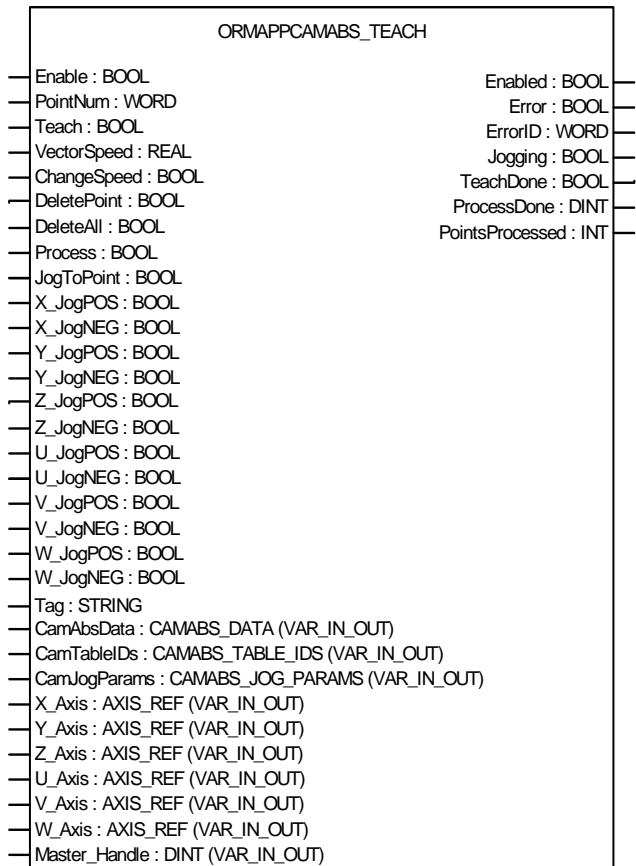 ORMAPPCAMABS_TEACH
Enable : BOOL
Enabled : BOOL
PointNum : WORD
Error : BOOL
Teach : BOOL
ErrorID : WORD
VectorSpeed : REAL
Jogging : BOOL
ChangeSpeed : BOOL
TeachDone : BOOL
DeletePoint : BOOL
ProcessDone : DINT
DeleteAll : BOOL
PointsProcessed : INT
Process : BOOL
JogToPoint : BOOL
X_JogPOS : BOOL
X_JogNEG : BOOL
Y_JogPOS : BOOL
Y_JogNEG : BOOL
Z_JogPOS : BOOL
Z_JogNEG : BOOL
U_JogPOS : BOOL
U_JogNEG : BOOL
V_JogPOS : BOOL
V_JogNEG : BOOL
W_JogPOS : BOOL
W_JogNEG : BOOL
Tag : STRING
CamAbsData : CAMABS_DATA (VAR_IN_OUT)
CamTableIDs : CAMABS_TABLE_IDS (VAR_IN_OUT)
CamJogParams : CAMABS_JOG_PARAMS (VAR_IN_OUT)
X_Axis : AXIS_REF (VAR_IN_OUT)
Y_Axis : AXIS_REF (VAR_IN_OUT)
Z_Axis : AXIS_REF (VAR_IN_OUT)
U_Axis : AXIS_REF (VAR_IN_OUT)
V_Axis : AXIS_REF (VAR_IN_OUT)
W_Axis : AXIS_REF (VAR_IN_OUT)
Master_Handle : DINT (VAR_IN_OUT)